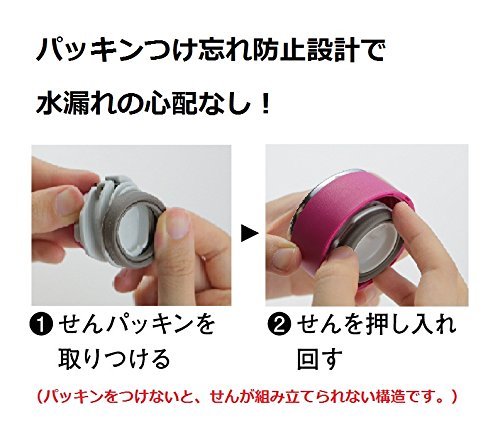 パッキンつけ忘れ防止設計で
水漏れの心配なし！
❶ せんパッキンを
取りつける
❷ せんを押し入れ
回す
（パッキンをつけないと、せんが組み立てられない構造です。）